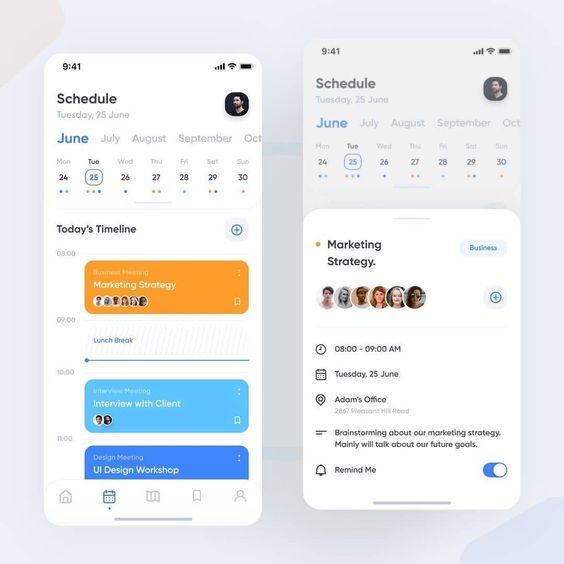 9:41
Schedule
Tuesday, 25 June
June July August September Oct
Mon Tue Wed Thu Fri Sat Sun
24 25 26 27 28 29 30
Today's Timeline
08:00
Business Meeting
Marketing Strategy
09:00
Lunch Break
10:00
Interview Meeting
Interview with Client
11:00
Design Meeting
UI Design Workshop
9:41
Schedule
Tuesday, 25 June
June July August September Oct
Mon Tue Wed Thu Fri Sat Sun
24 25 26 27 28 29 30
Marketing
Strategy.
Business
08:00 - 09:00 AM
Tuesday, 25 June
Adam's Office
2867 Pleasant Hill Road
Brainstorming about our marketing strategy.
Mainly will talk about our future goals.
Remind Me